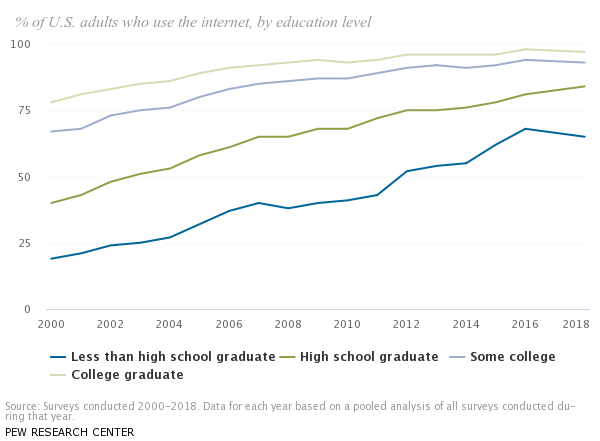 % of U.S. adults who use the internet, by education level
100
75
50
25
0
2000 2002 2004 2006 2008 2010 2012 2014 2016 2018
Less than high school graduate High school graduate Some college
College graduate
Source: Surveys conducted 2000-2018. Data for each year based on a pooled analysis of all surveys conducted du-
ring that year.
PEW RESEARCH CENTER